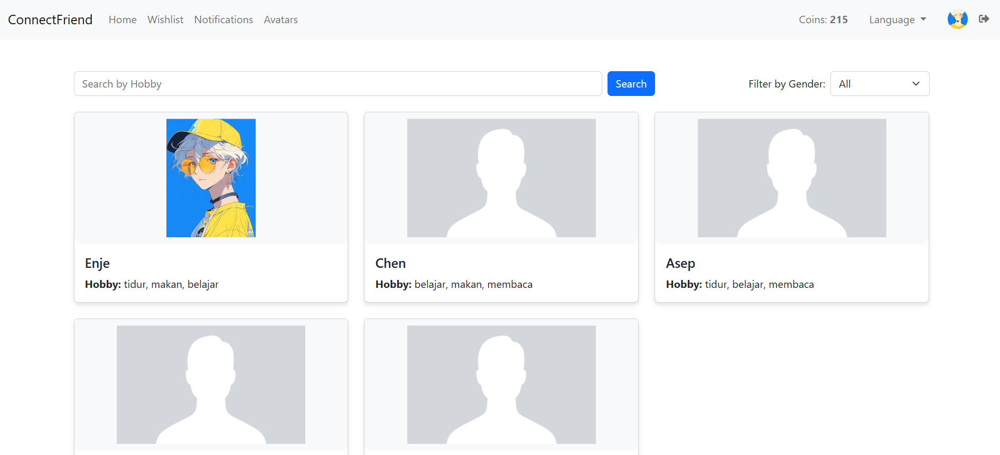 ConnectFriend Home Wishlist Notifications Avatars Coins: 215 Language
Search by Hobby Search Filter by Gender: All
Enje
Hobby: tidur, makan, belajar
Chen
Hobby: belajar, makan, membaca
Asep
Hobby: tidur, belajar, membaca